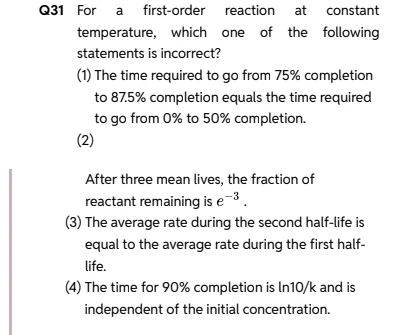 Q31 For a first-order reaction at constant
temperature, which one of the following
statements is incorrect?
(1) The time required to go from 75% completion
to 87.5% completion equals the time required
to go from 0% to 50% completion.
(2)
After three mean lives, the fraction of
reactant remaining is e⁻³ .
(3) The average rate during the second half-life is
equal to the average rate during the first half-
life.
(4) The time for 90% completion is ln10/k and is
independent of the initial concentration.